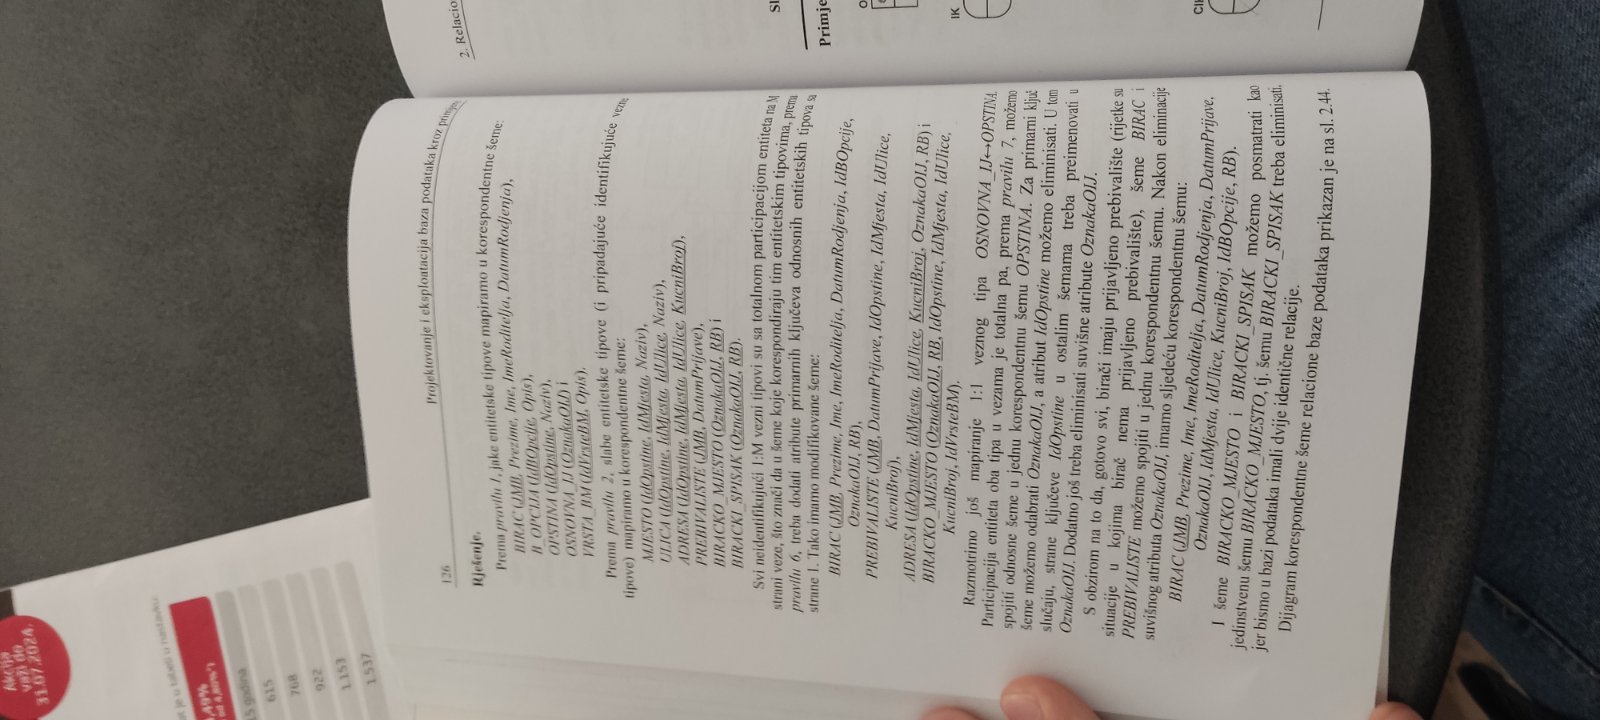 Akcija
važi do
31.07.2024.
at je u tabeli u nastavku:
,49%
od 4,80%*)
15 godina
615
768
922
1.153
1.537
126
Projektovanje i eksploatacija baza podataka kroz
Rješenje.
Prema pravilu 1, jake entitetske tipove mapiramo u korespondentne šeme:
BIRAC (JMB, Prezime, Ime, ImeRoditelja, DatumRodjenja),
B_OPCIJA (IdBOpcije, Opis),
OPSTINA (IdOpstine, Naziv),
OSNOVNA_IJ (OznakaOIJ) i
VRSTA_BM (IdVrsteBM, Opis).
Prema pravilu 2, slabe entitetske tipove (i pripadajuće identifikujuće vezne
tipove) mapiramo u korespondentne šeme:
MJESTO (IdOpstine, IdMjesta, Naziv),
ULICA (IdOpstine, IdMjesta, IdUlice, Naziv),
ADRESA (IdOpstine, IdMjesta, IdUlice, KucniBroj),
PREBIVALISTE (JMB, DatumPrijave),
BIRACKO_MJESTO (OznakaOIJ, RB) i
BIRACKI_SPISAK (OznakaOIJ, RB).
Svi neidentifikujući 1:M vezni tipovi su sa totalnom participacijom entiteta na M
strani veze, što znači da u šeme koje korespondiraju tim entitetskim tipovima, prema
pravilu 6, treba dodati atribute primarnih ključeva odnosnih entitetskih tipova sa
strane 1. Tako imamo modifikovane šeme:
BIRAC (JMB, Prezime, Ime, ImeRoditelja, DatumRodjenja, IdBOpcije,
OznakaOIJ, RB),
PREBIVALISTE (JMB, DatumPrijave, IdOpstine, IdMjesta, IdUlice,
KucniBroj),
ADRESA (IdOpstine, IdMjesta, IdUlice, KucniBroj, OznakaOIJ, RB) i
BIRACKO_MJESTO (OznakaOIJ, RB, IdOpstine, IdMjesta, IdUlice,
KucniBroj, IdVrsteBM).
Razmotrimo još mapiranje 1:1 veznog tipa OSNOVNA_IJ↔OPSTINA.
Participacija entiteta oba tipa u vezama je totalna pa, prema pravilu 7, možemo
spojiti odnosne šeme u jednu korespondentnu šemu OPSTINA. Za primarni ključ
šeme možemo odabrati OznakaOIJ, a atribut IdOpstine možemo eliminisati. U tom
slučaju, strane ključeve IdOpstine u ostalim šemama treba preimenovati u
OznakaOIJ. Dodatno još treba eliminisati suvišne atribute OznakaOIJ.
S obzirom na to da, gotovo svi, birači imaju prijavljeno prebivalište (rijetke su
situacije u kojima birač nema prijavljeno prebivalište), šeme BIRAC i
PREBIVALISTE možemo spojiti u jednu korespondentnu šemu. Nakon eliminacije
suvišnog atributa OznakaOIJ, imamo sljedeću korespondentnu šemu:
BIRAC (JMB, Prezime, Ime, ImeRoditelja, DatumRodjenja, DatumPrijave,
OznakaOIJ, IdMjesta, IdUlice, KucniBroj, IdBOpcije, RB).
I šeme BIRACKO_MJESTO i BIRACKI_SPISAK možemo posmatrati kao
jedinstvenu šemu BIRACKO_MJESTO, tj. šemu BIRACKI_SPISAK treba eliminisati,
jer bismo u bazi podataka imali dvije identične relacije.
Dijagram korespondentne šeme relacione baze podataka prikazan je na sl. 2.44.
2. Relacio
Sl
Primje
O
IK
CI